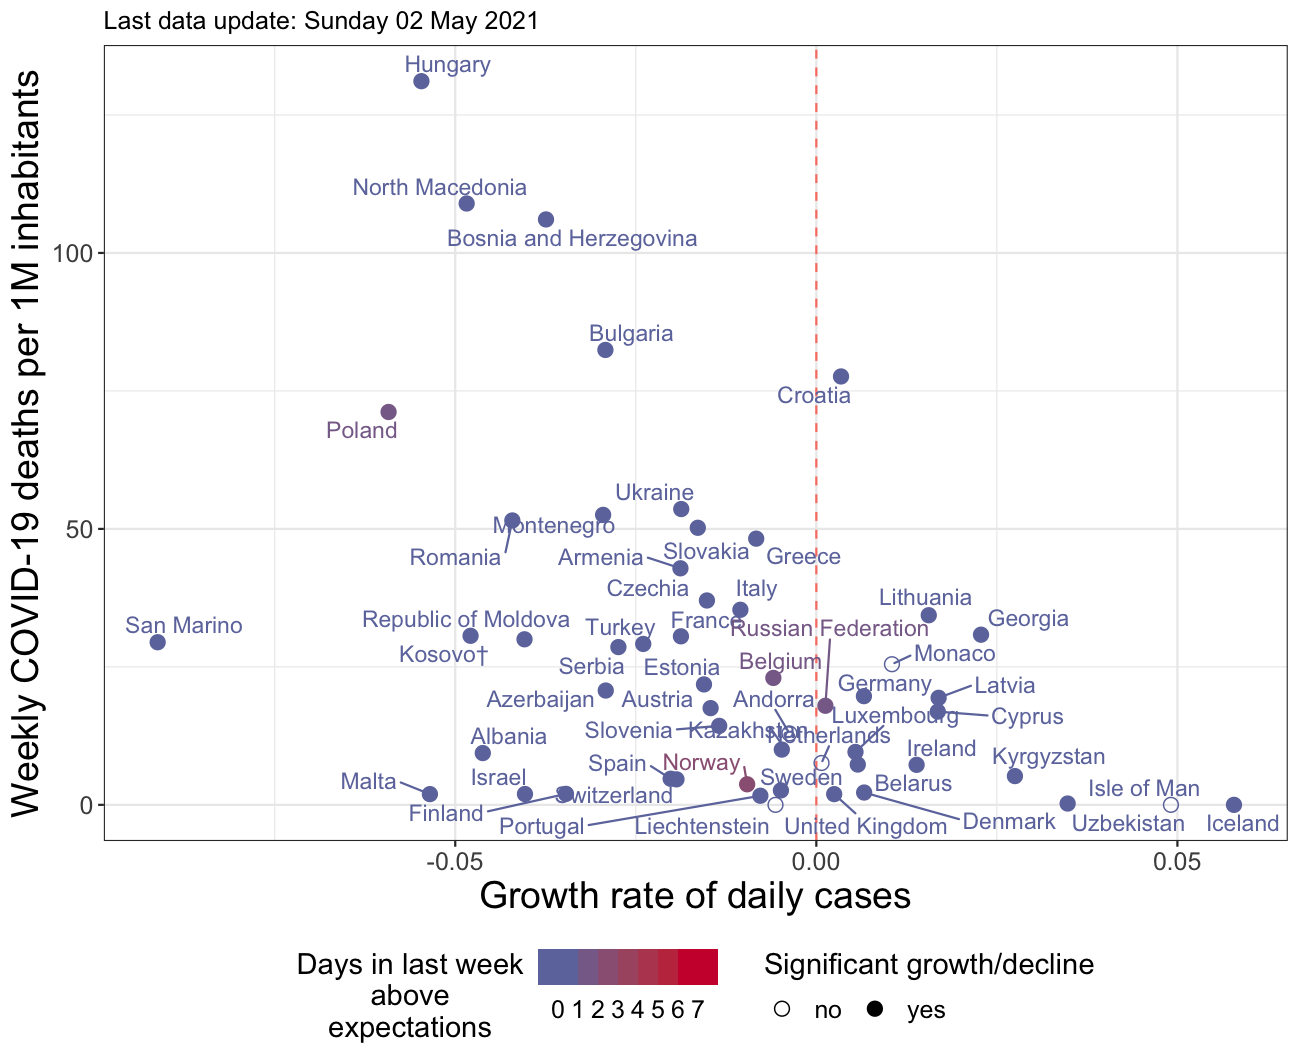 Last data update: Sunday 02 May 2021
Weekly COVID-19 deaths per 1M inhabitants
100
50
0
Hungary
North Macedonia
Bosnia and Herzegovina
Bulgaria
Croatia
Poland
Ukraine
Montenegro
Romania
Armenia
Slovakia
Greece
Czechia
Italy
Lithuania
San Marino
Republic of Moldova
Turkey
France
Russian Federation
Georgia
Kosovo†
Serbia
Estonia
Belgium
Monaco
Azerbaijan
Austria
Andorra
Germany
Latvia
Slovenia
Kazakhstan
Luxembourg
Cyprus
Albania
Netherlands
Ireland
Kyrgyzstan
Malta
Israel
Spain
Norway
Sweden
Belarus
Isle of Man
Finland
Switzerland
Portugal
Liechtenstein
United Kingdom
Denmark
Uzbekistan
Iceland
-0.05
0.00
0.05
Growth rate of daily cases
Days in last week
above
expectations
0 1 2 3 4 5 6 7
Significant growth/decline
no
yes